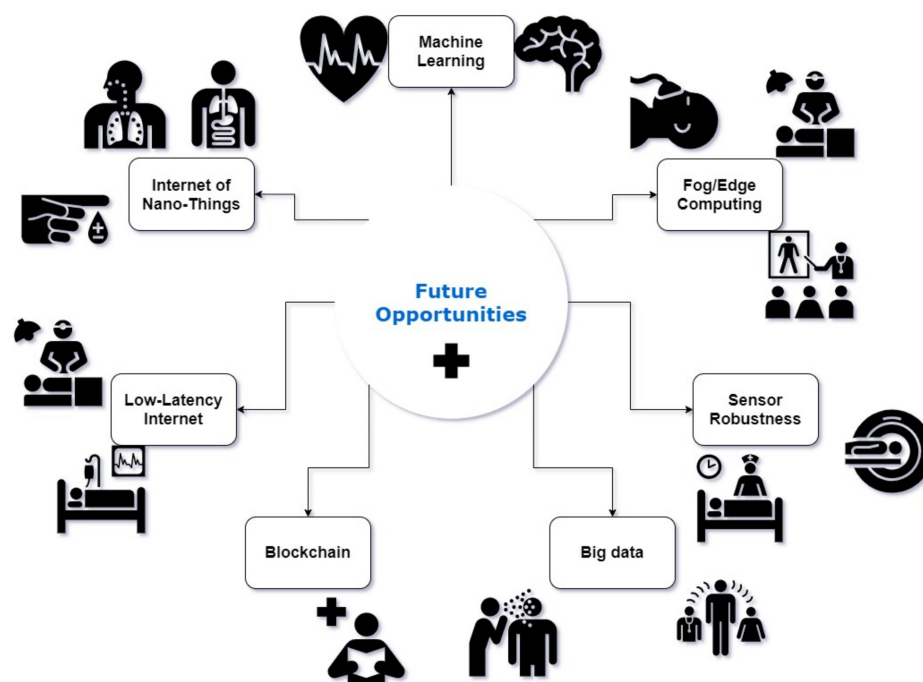 Machine
Learning
Internet of
Nano-Things
Fog/Edge
Computing
Future
Opportunities
Low-Latency
Internet
Sensor
Robustness
Blockchain
Big data